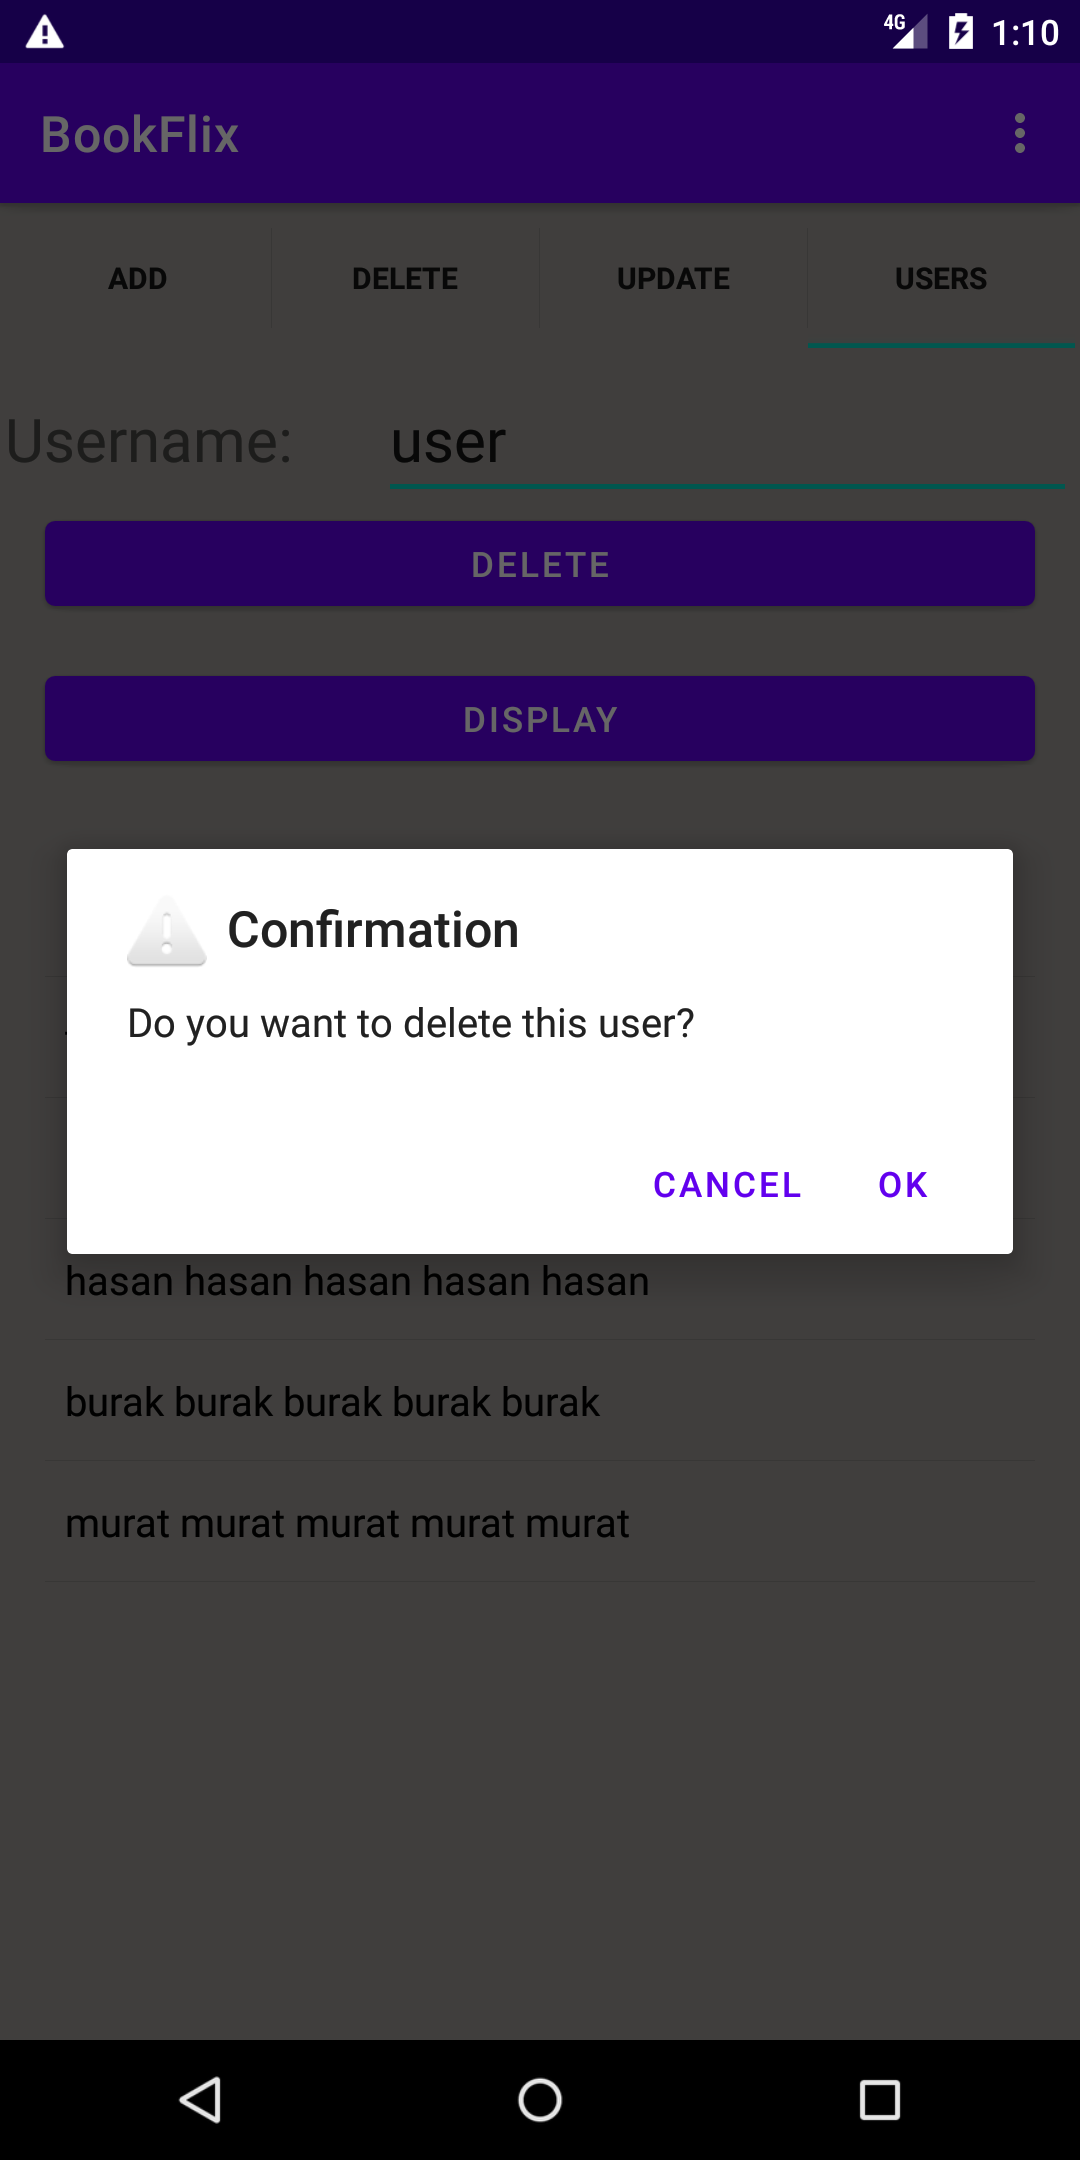 4G 1:10
BookFlix
ADD DELETE UPDATE USERS
Username: user
DELETE
DISPLAY
Confirmation
Do you want to delete this user?
CANCEL OK
hasan hasan hasan hasan hasan
burak burak burak burak burak
murat murat murat murat murat